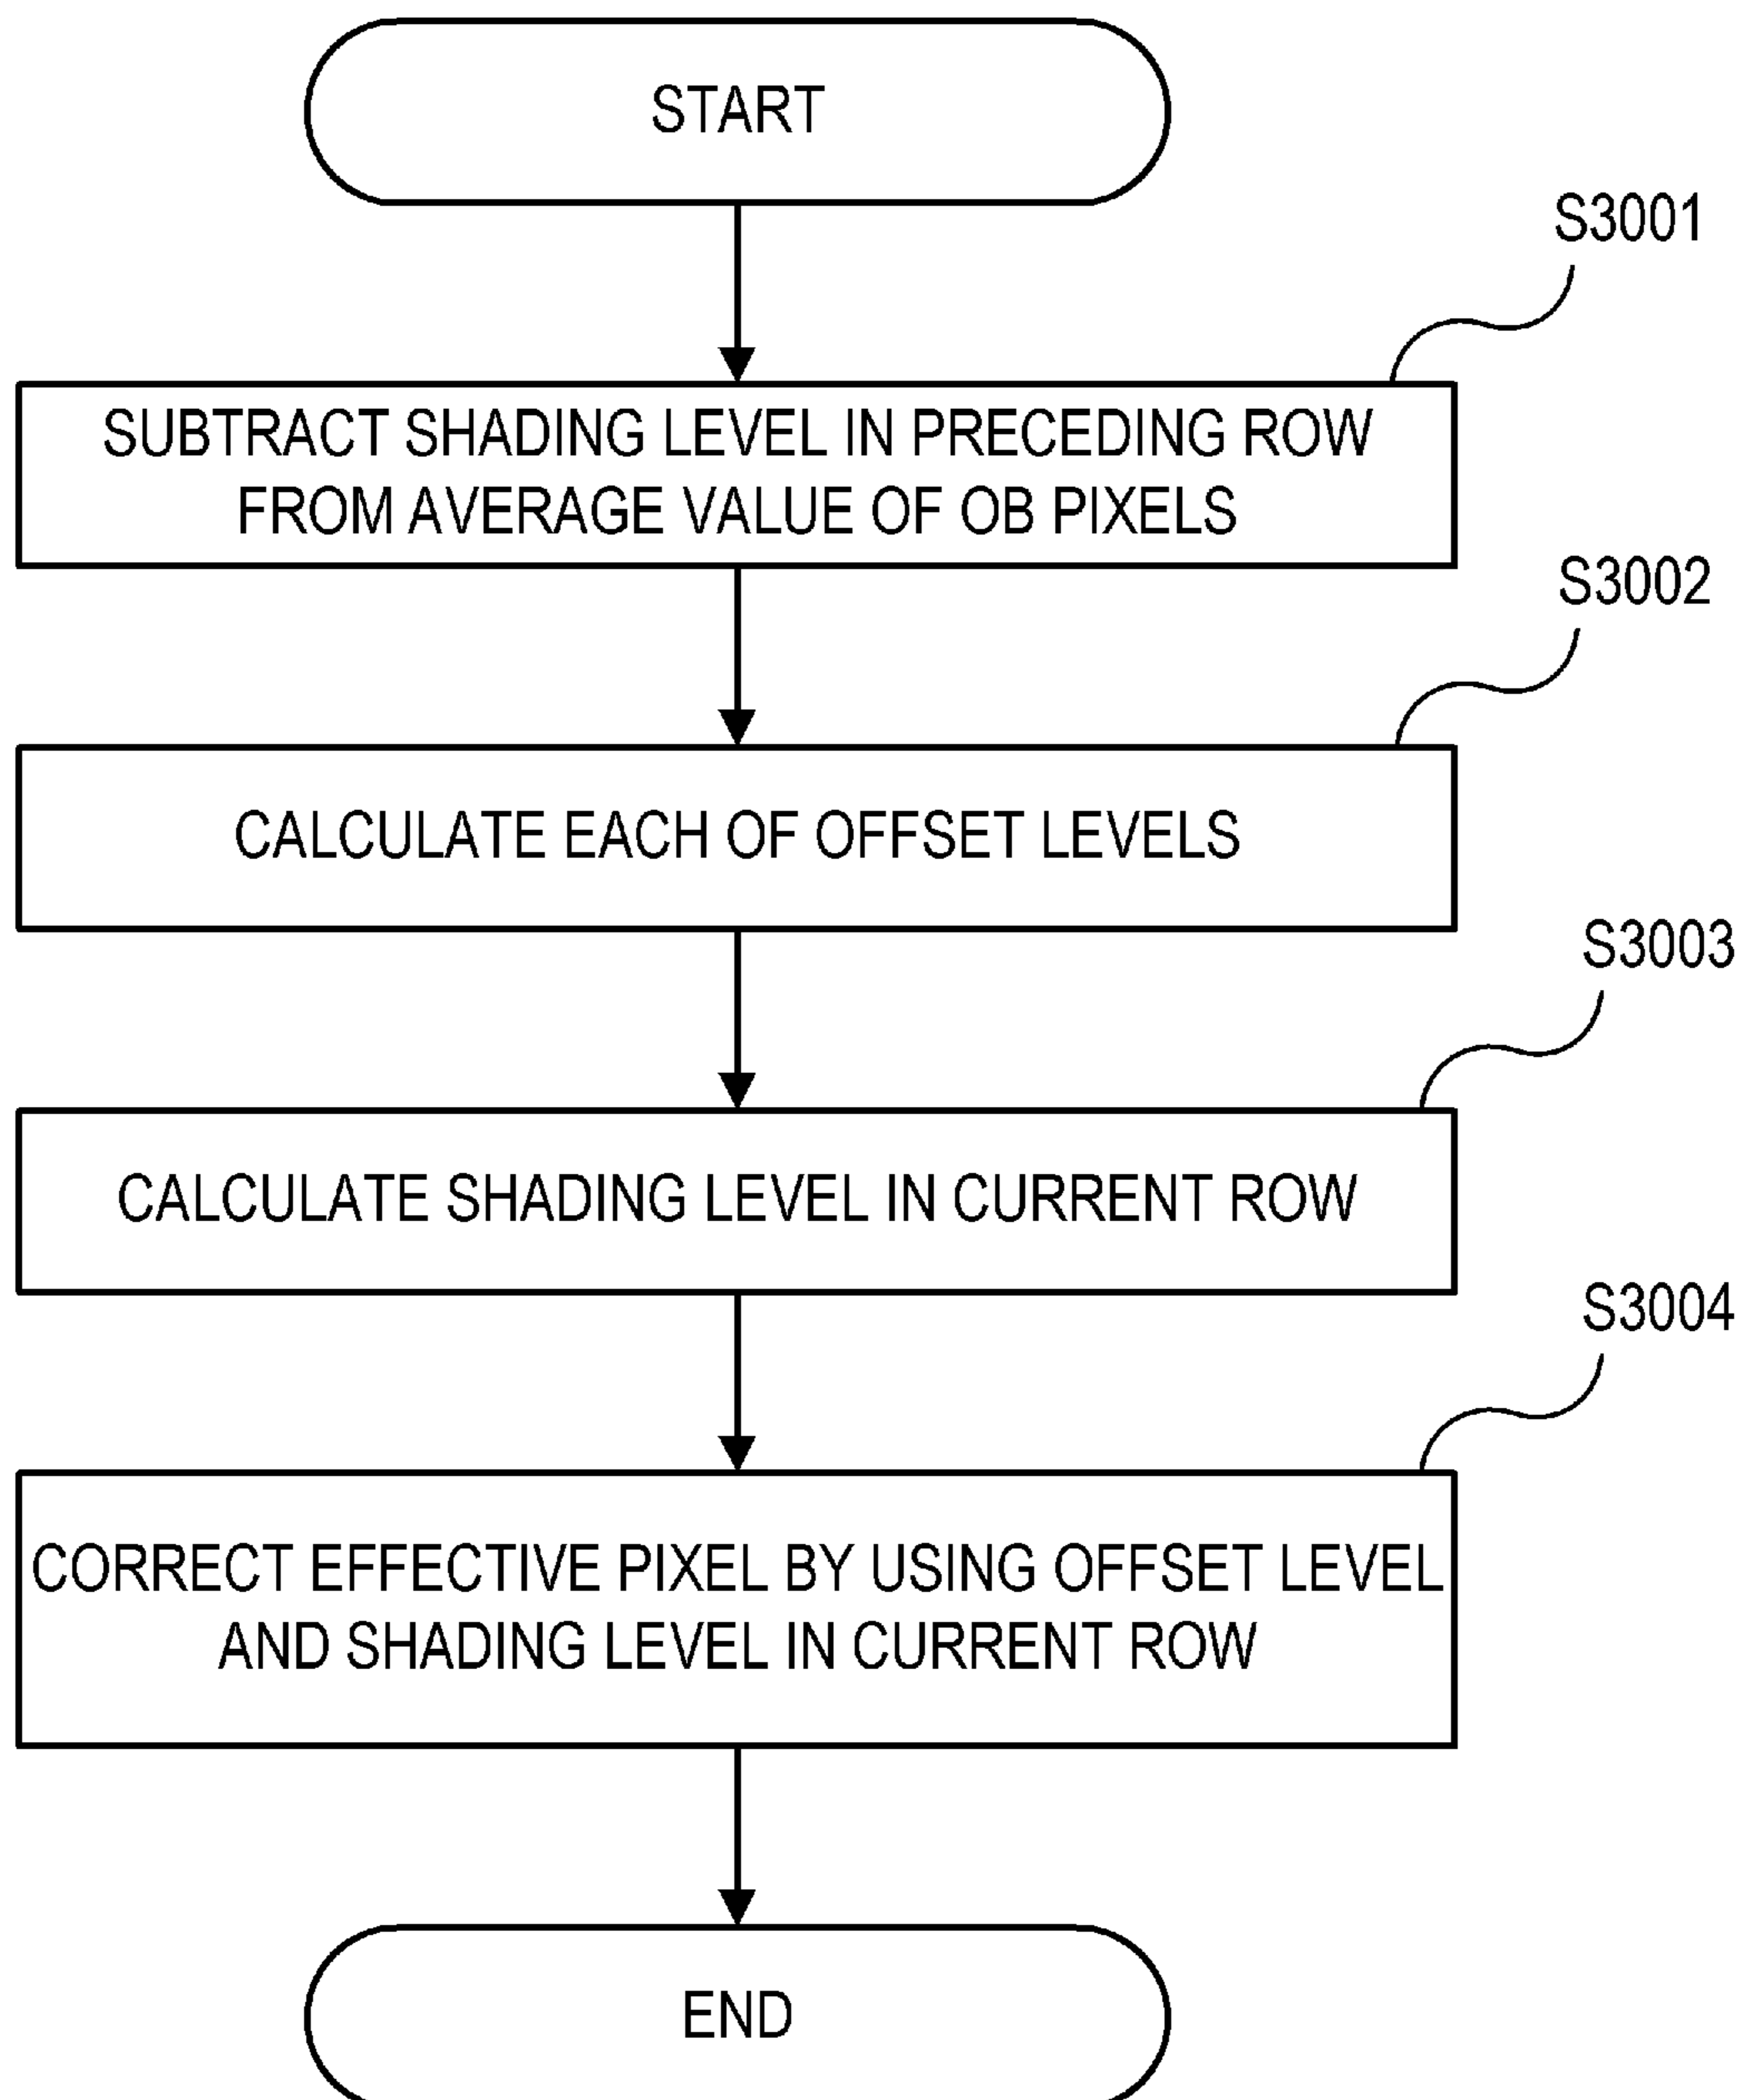 START
S3001
SUBTRACT SHADING LEVEL IN PRECEDING ROW
FROM AVERAGE VALUE OF OB PIXELS
S3002
CALCULATE EACH OF OFFSET LEVELS
S3003
CALCULATE SHADING LEVEL IN CURRENT ROW
S3004
CORRECT EFFECTIVE PIXEL BY USING OFFSET LEVEL
AND SHADING LEVEL IN CURRENT ROW
END